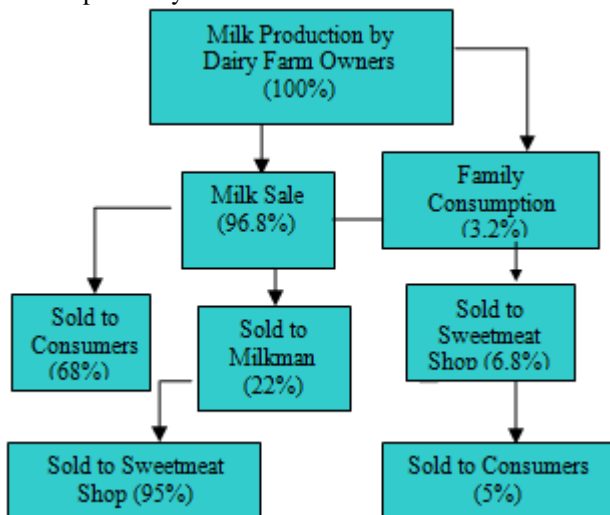 Milk Production by
Dairy Farm Owners
(100%)
Milk Sale
(96.8%)
Family
Consumption
(3.2%)
Sold to
Consumers
(68%)
Sold to
Milkman
(22%)
Sold to
Sweetmeat
Shop (6.8%)
Sold to Sweetmeat
Shop (95%)
Sold to Consumers
(5%)